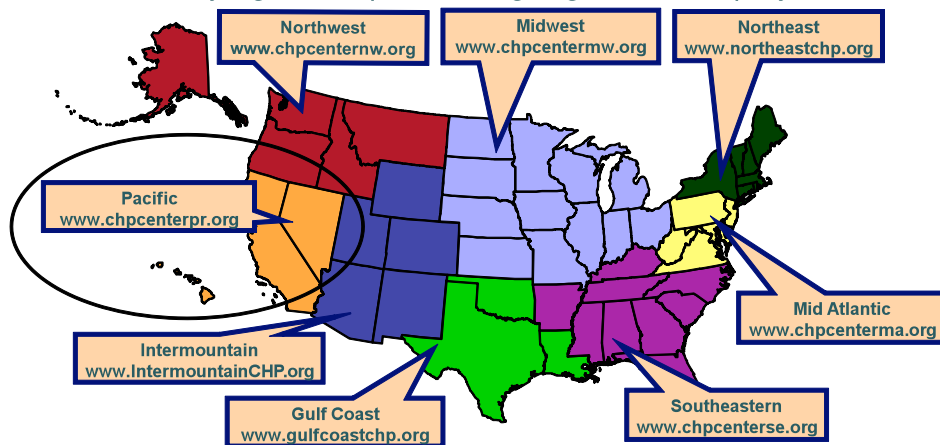 Northwest
www.chpcenternw.org
Midwest
www.chpcentermw.org
Northeast
www.northeastchp.org
Pacific
www.chpcenterpr.org
Mid Atlantic
www.chpcenterma.org
Intermountain
www.IntermountainCHP.org
Gulf Coast
www.gulfcoastchp.org
Southeastern
www.chpcenterse.org